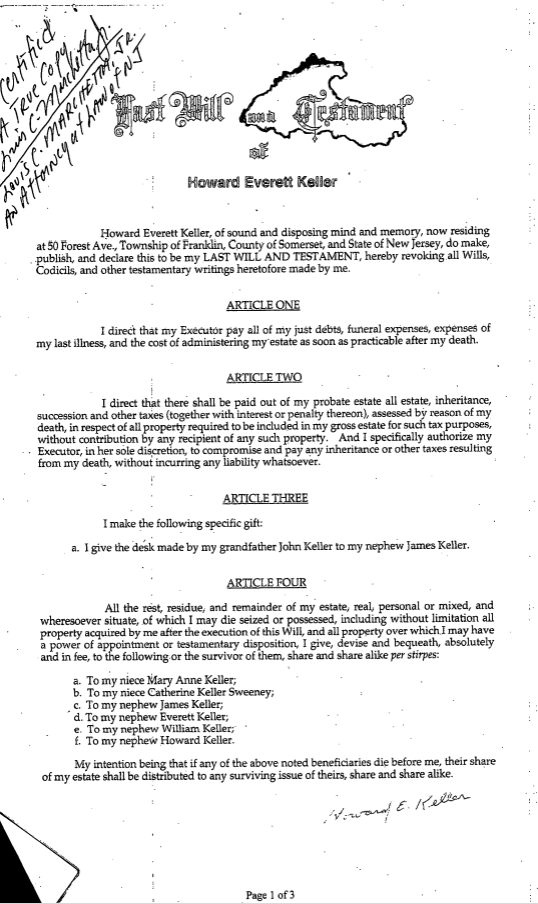 Certified
A True Copy
Louis C. Marchetta Jr.
LOUIS C. MARCHETTA, JR.
AN Attorney at LAW of NJ
Last Will and Testament
of
Howard Everett Keller
Howard Everett Keller, of sound and disposing mind and memory, now residing
at 50 Forest Ave., Township of Franklin, County of Somerset, and State of New Jersey, do make,
publish, and declare this to be my LAST WILL AND TESTAMENT, hereby revoking all Wills,
Codicils, and other testamentary writings heretofore made by me.
ARTICLE ONE
I direct that my Executor pay all of my just debts, funeral expenses, expenses of
my last illness, and the cost of administering my estate as soon as practicable after my death.
ARTICLE TWO
I direct that there shall be paid out of my probate estate all estate, inheritance,
succession and other taxes (together with interest or penalty thereon), assessed by reason of my
death, in respect of all property required to be included in my gross estate for such tax purposes,
without contribution by any recipient of any such property. And I specifically authorize my
Executor, in her sole discretion, to compromise and pay any inheritance or other taxes resulting
from my death, without incurring any liability whatsoever.
ARTICLE THREE
I make the following specific gift:
a. I give the desk made by my grandfather John Keller to my nephew James Keller.
ARTICLE FOUR
All the rest, residue, and remainder of my estate, real, personal or mixed, and
wheresoever situate, of which I may die seized or possessed, including without limitation all
property acquired by me after the execution of this Will, and all property over which I may have
a power of appointment or testamentary disposition, I give, devise and bequeath, absolutely
and in fee, to the following or the survivor of them, share and share alike per stirpes:
a. To my niece Mary Anne Keller;
b. To my niece Catherine Keller Sweeney;
c. To my nephew James Keller;
d. To my nephew Everett Keller;
e. To my nephew William Keller;
f. To my nephew Howard Keller.
My intention being that if any of the above noted beneficiaries die before me, their share
of my estate shall be distributed to any surviving issue of theirs, share and share alike.
Howard E. Keller
Page 1 of 3